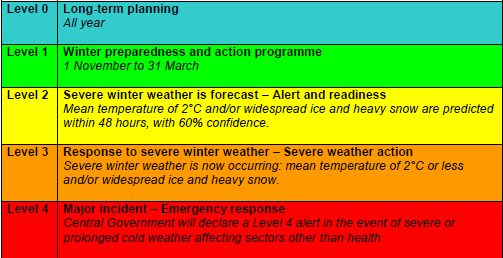 Level 0 Long-term planning
All year
Level 1 Winter preparedness and action programme
1 November to 31 March
Level 2 Severe winter weather is forecast – Alert and readiness
Mean temperature of 2°C and/or widespread ice and heavy snow are predicted
within 48 hours, with 60% confidence.
Level 3 Response to severe winter weather – Severe weather action
Severe winter weather is now occurring: mean temperature of 2°C or less
and/or widespread ice and heavy snow.
Level 4 Major incident – Emergency response
Central Government will declare a Level 4 alert in the event of severe or
prolonged cold weather affecting sectors other than health